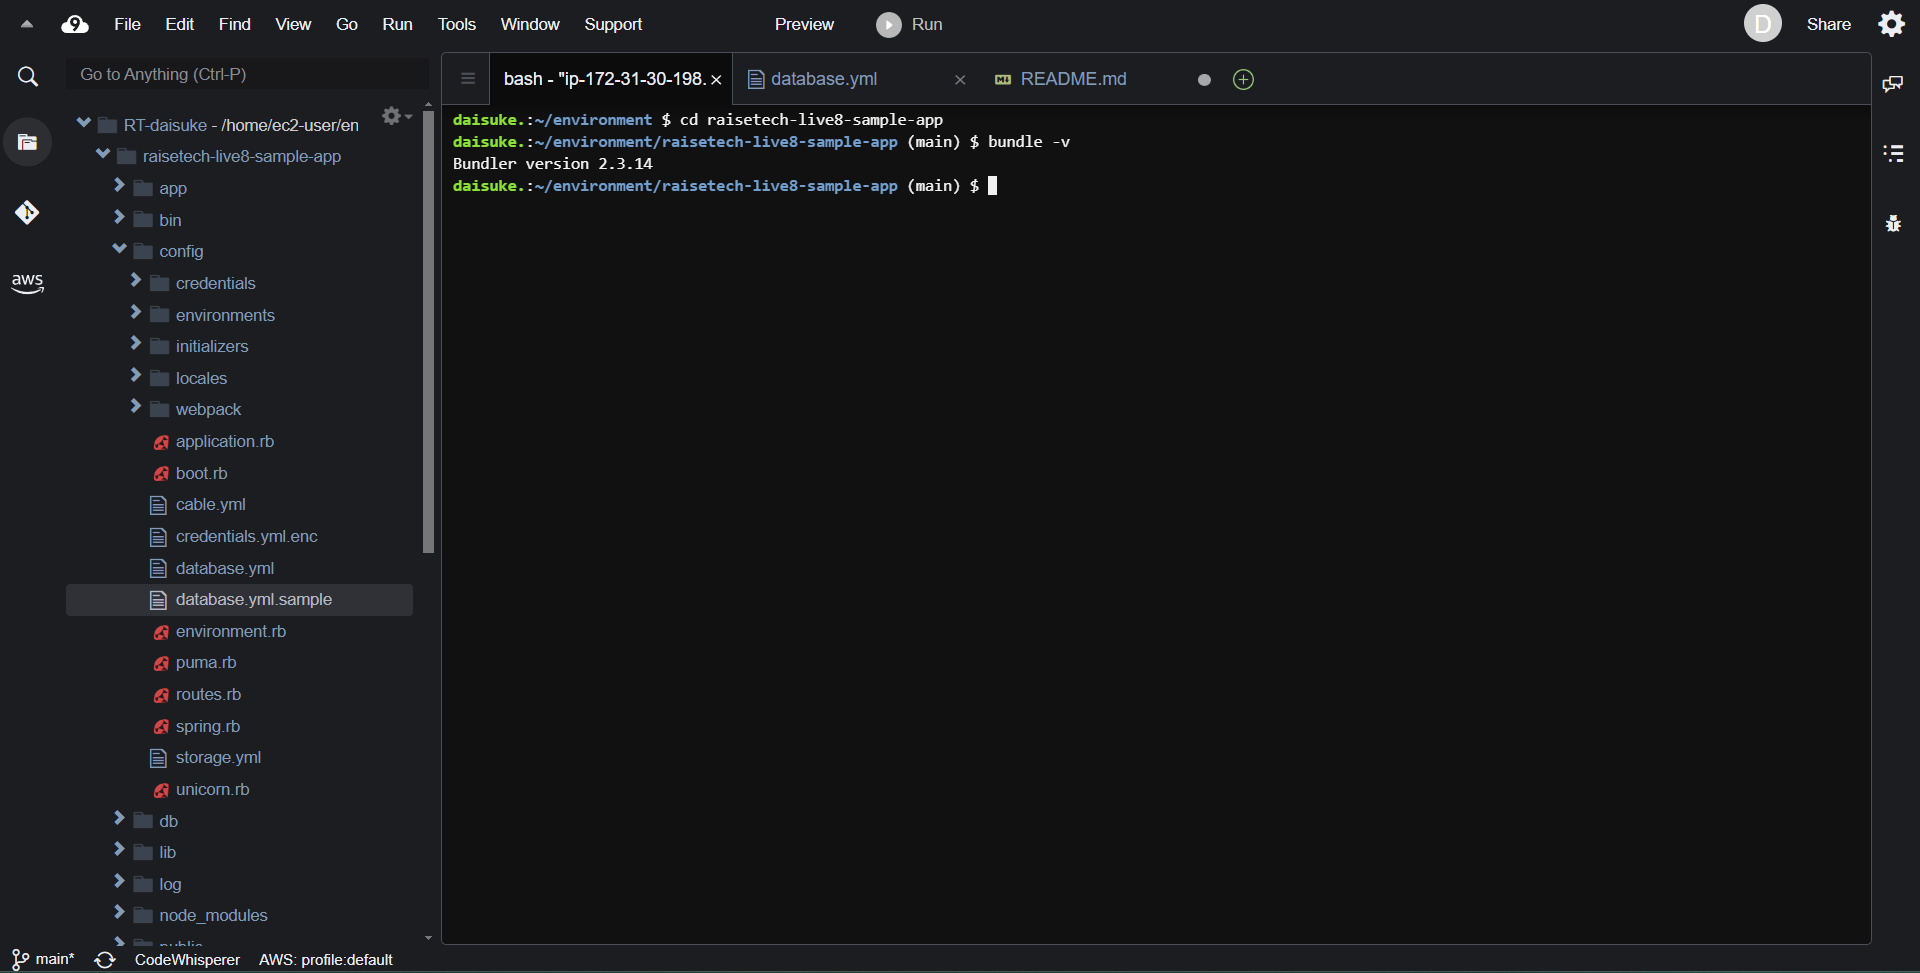 File Edit Find View Go Run Tools Window Support Preview Run D Share
Go to Anything (Ctrl-P)
bash - "ip-172-31-30-198. × database.yml × README.md
RT-daisuke - /home/ec2-user/en
raisetech-live8-sample-app
app
bin
config
credentials
environments
initializers
locales
webpack
application.rb
boot.rb
cable.yml
credentials.yml.enc
database.yml
database.yml.sample
environment.rb
puma.rb
routes.rb
spring.rb
storage.yml
unicorn.rb
db
lib
log
node_modules
public
aws
daisuke.:~/environment $ cd raisetech-live8-sample-app
daisuke.:~/environment/raisetech-live8-sample-app (main) $ bundle -v
Bundler version 2.3.14
daisuke.:~/environment/raisetech-live8-sample-app (main) $
main* CodeWhisperer AWS: profile:default